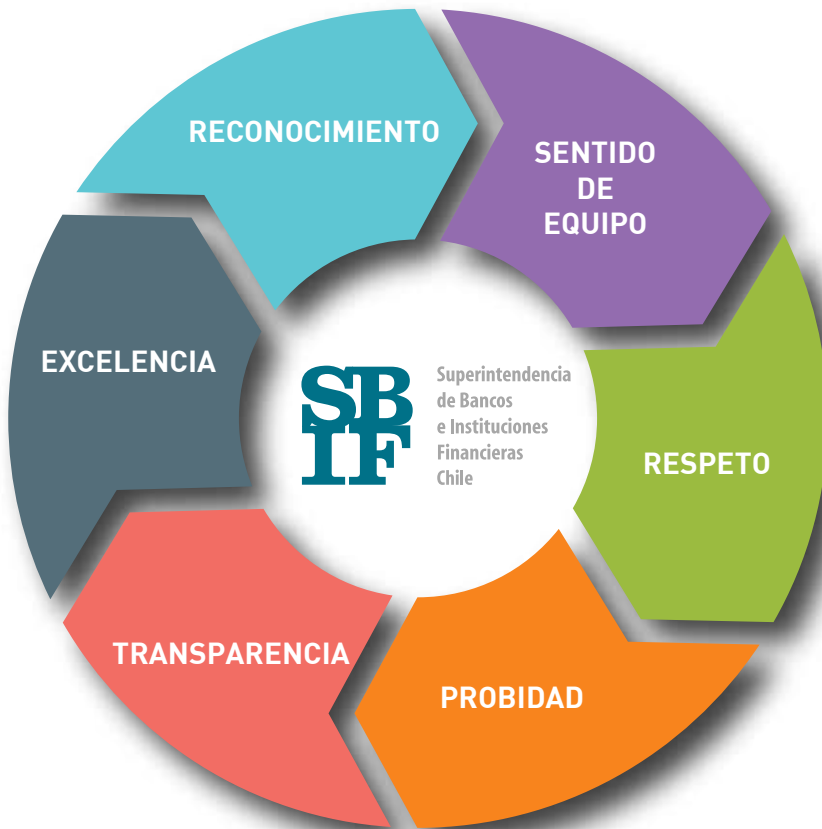 RECONOCIMIENTO
SENTIDO
DE
EQUIPO
EXCELENCIA
SB
IF
Superintendencia
de Bancos
e Instituciones
Financieras
Chile
RESPETO
TRANSPARENCIA
PROBIDAD